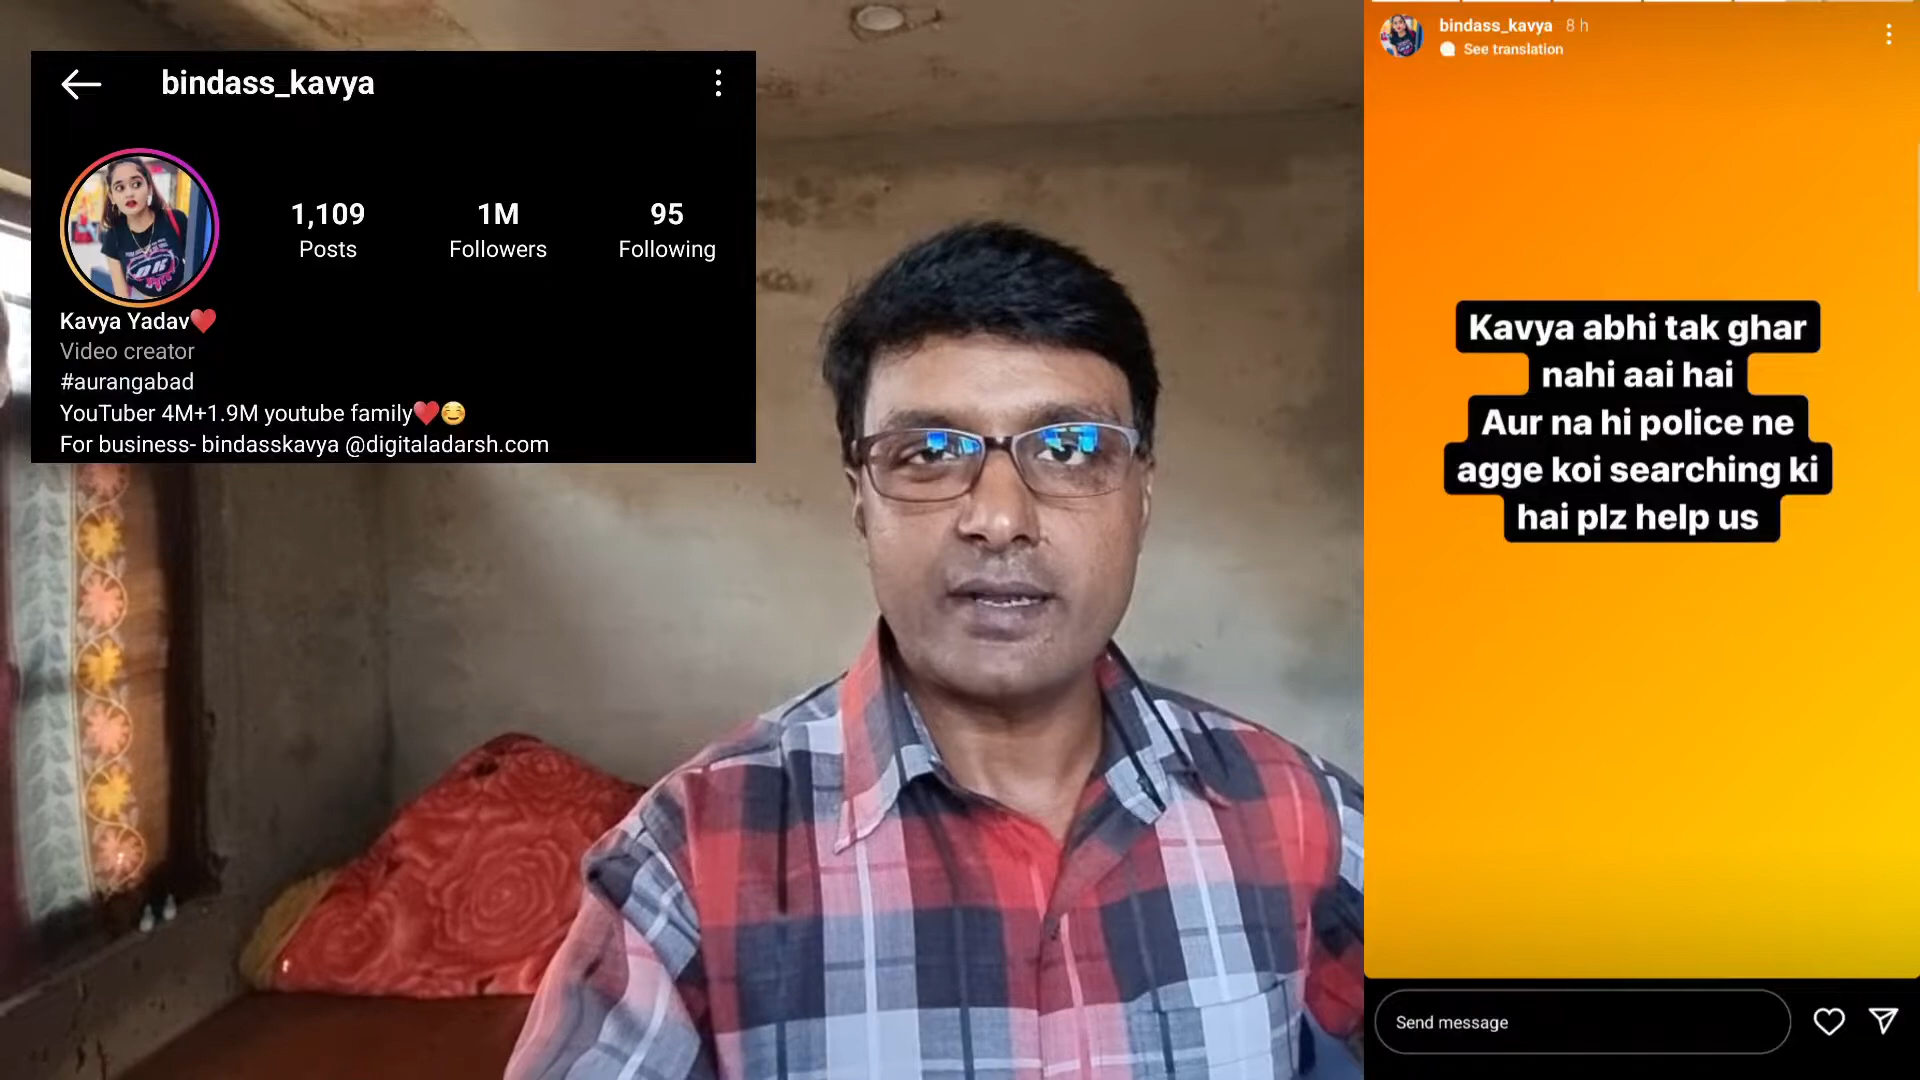 bindass_kavya
1,109
Posts
1M
Followers
95
Following
Kavya Yadav❤️
Video creator
#aurangabad
YouTuber 4M+1.9M youtube family❤️☺️
For business- bindasskavya @digitaladarsh.com
bindass_kavya 8 h
See translation
Kavya abhi tak ghar
nahi aai hai
Aur na hi police ne
agge koi searching ki
hai plz help us
Send message